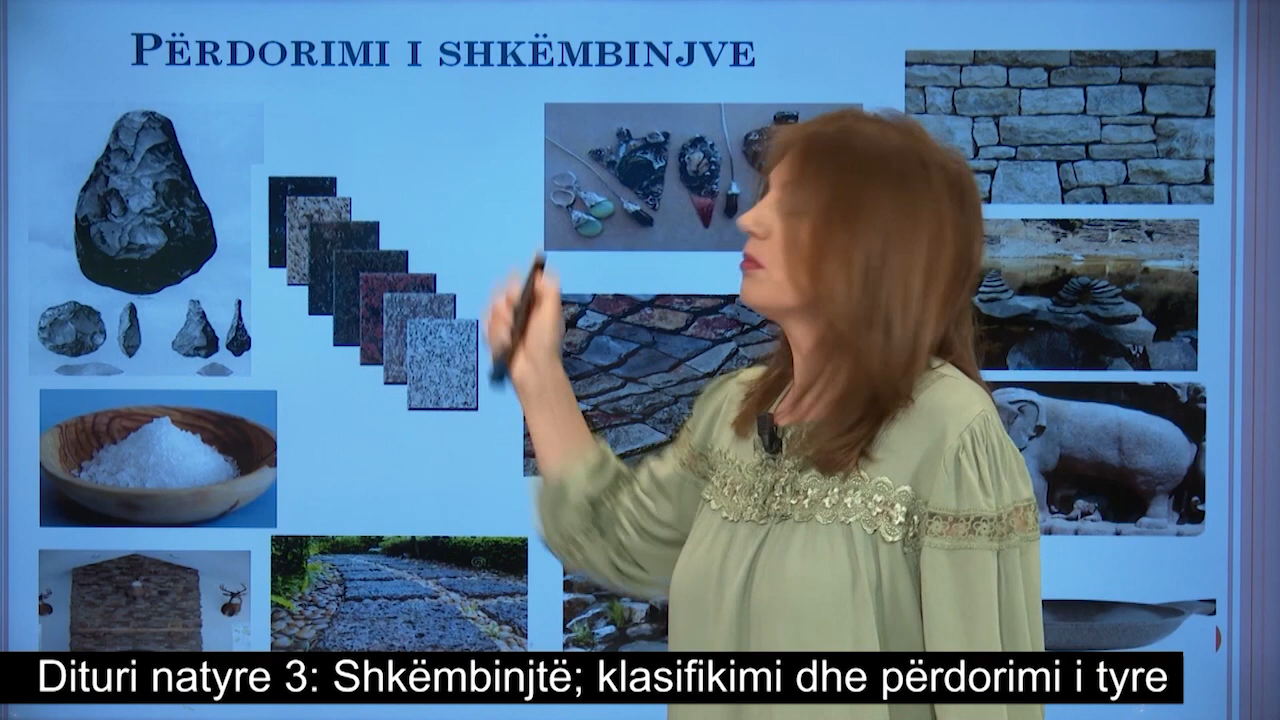 PËRDORIMI I SHKËMBINJVE
Dituri natyre 3: Shkëmbinjtë; klasifikimi dhe përdorimi i tyre